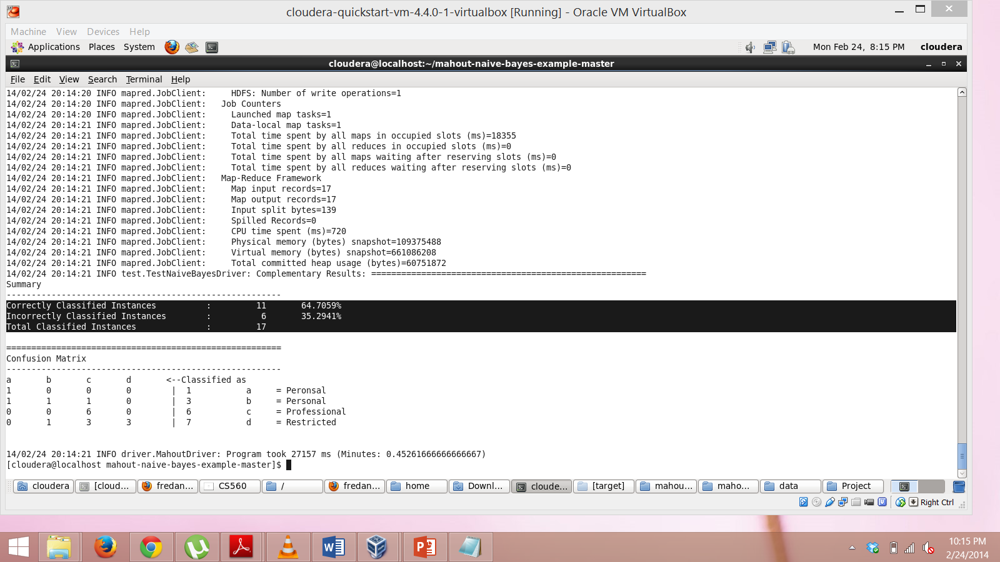 cloudera-quickstart-vm-4.4.0-1-virtualbox [Running] - Oracle VM VirtualBox
Machine View Devices Help
Applications Places System Mon Feb 24, 8:15 PM cloudera
cloudera@localhost:~/mahout-naive-bayes-example-master
File Edit View Search Terminal Help
14/02/24 20:14:20 INFO mapred.JobClient:     HDFS: Number of write operations=1
14/02/24 20:14:20 INFO mapred.JobClient:   Job Counters
14/02/24 20:14:20 INFO mapred.JobClient:     Launched map tasks=1
14/02/24 20:14:21 INFO mapred.JobClient:     Data-local map tasks=1
14/02/24 20:14:21 INFO mapred.JobClient:     Total time spent by all maps in occupied slots (ms)=18355
14/02/24 20:14:21 INFO mapred.JobClient:     Total time spent by all reduces in occupied slots (ms)=0
14/02/24 20:14:21 INFO mapred.JobClient:     Total time spent by all maps waiting after reserving slots (ms)=0
14/02/24 20:14:21 INFO mapred.JobClient:     Total time spent by all reduces waiting after reserving slots (ms)=0
14/02/24 20:14:21 INFO mapred.JobClient:   Map-Reduce Framework
14/02/24 20:14:21 INFO mapred.JobClient:     Map input records=17
14/02/24 20:14:21 INFO mapred.JobClient:     Map output records=17
14/02/24 20:14:21 INFO mapred.JobClient:     Input split bytes=139
14/02/24 20:14:21 INFO mapred.JobClient:     Spilled Records=0
14/02/24 20:14:21 INFO mapred.JobClient:     CPU time spent (ms)=720
14/02/24 20:14:21 INFO mapred.JobClient:     Physical memory (bytes) snapshot=109375488
14/02/24 20:14:21 INFO mapred.JobClient:     Virtual memory (bytes) snapshot=661086208
14/02/24 20:14:21 INFO mapred.JobClient:     Total committed heap usage (bytes)=60751872
14/02/24 20:14:21 INFO test.TestNaiveBayesDriver: Complementary Results: =======================================================
Summary
-------------------------------------------------------
Correctly Classified Instances          :         11       64.7059%
Incorrectly Classified Instances        :          6       35.2941%
Total Classified Instances              :         17
=======================================================
Confusion Matrix
-------------------------------------------------------
a       b       c       d       <--Classified as
1       0       0       0        |  1           a     = Peronsal
1       1       1       0        |  3           b     = Personal
0       0       6       0        |  6           c     = Professional
0       1       3       3        |  7           d     = Restricted
14/02/24 20:14:21 INFO driver.MahoutDriver: Program took 27157 ms (Minutes: 0.45261666666666667)
[cloudera@localhost mahout-naive-bayes-example-master]$
cloudera [cloud... fredan... CS560 / fredan... home Downl... cloude... [target] mahou... maho... data Project
Right Ctrl
10:15 PM
2/24/2014